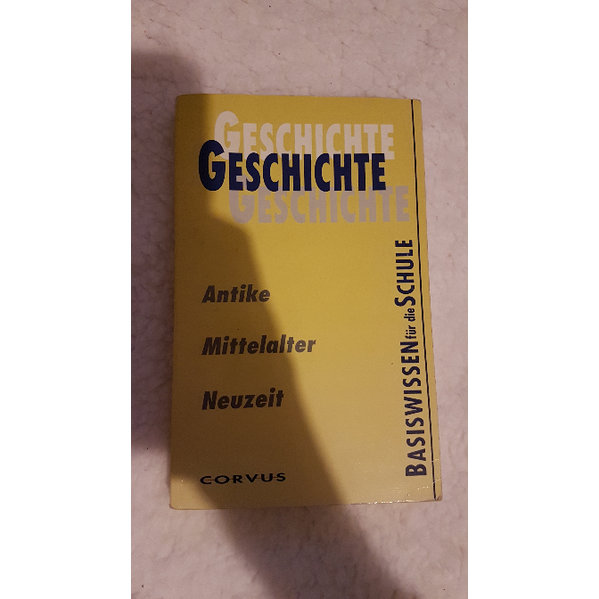 GESCHICHTE
GESCHICHTE
GESCHICHTE
Antike
Mittelalter
Neuzeit
CORVUS
BASISWISSEN für die SCHULE